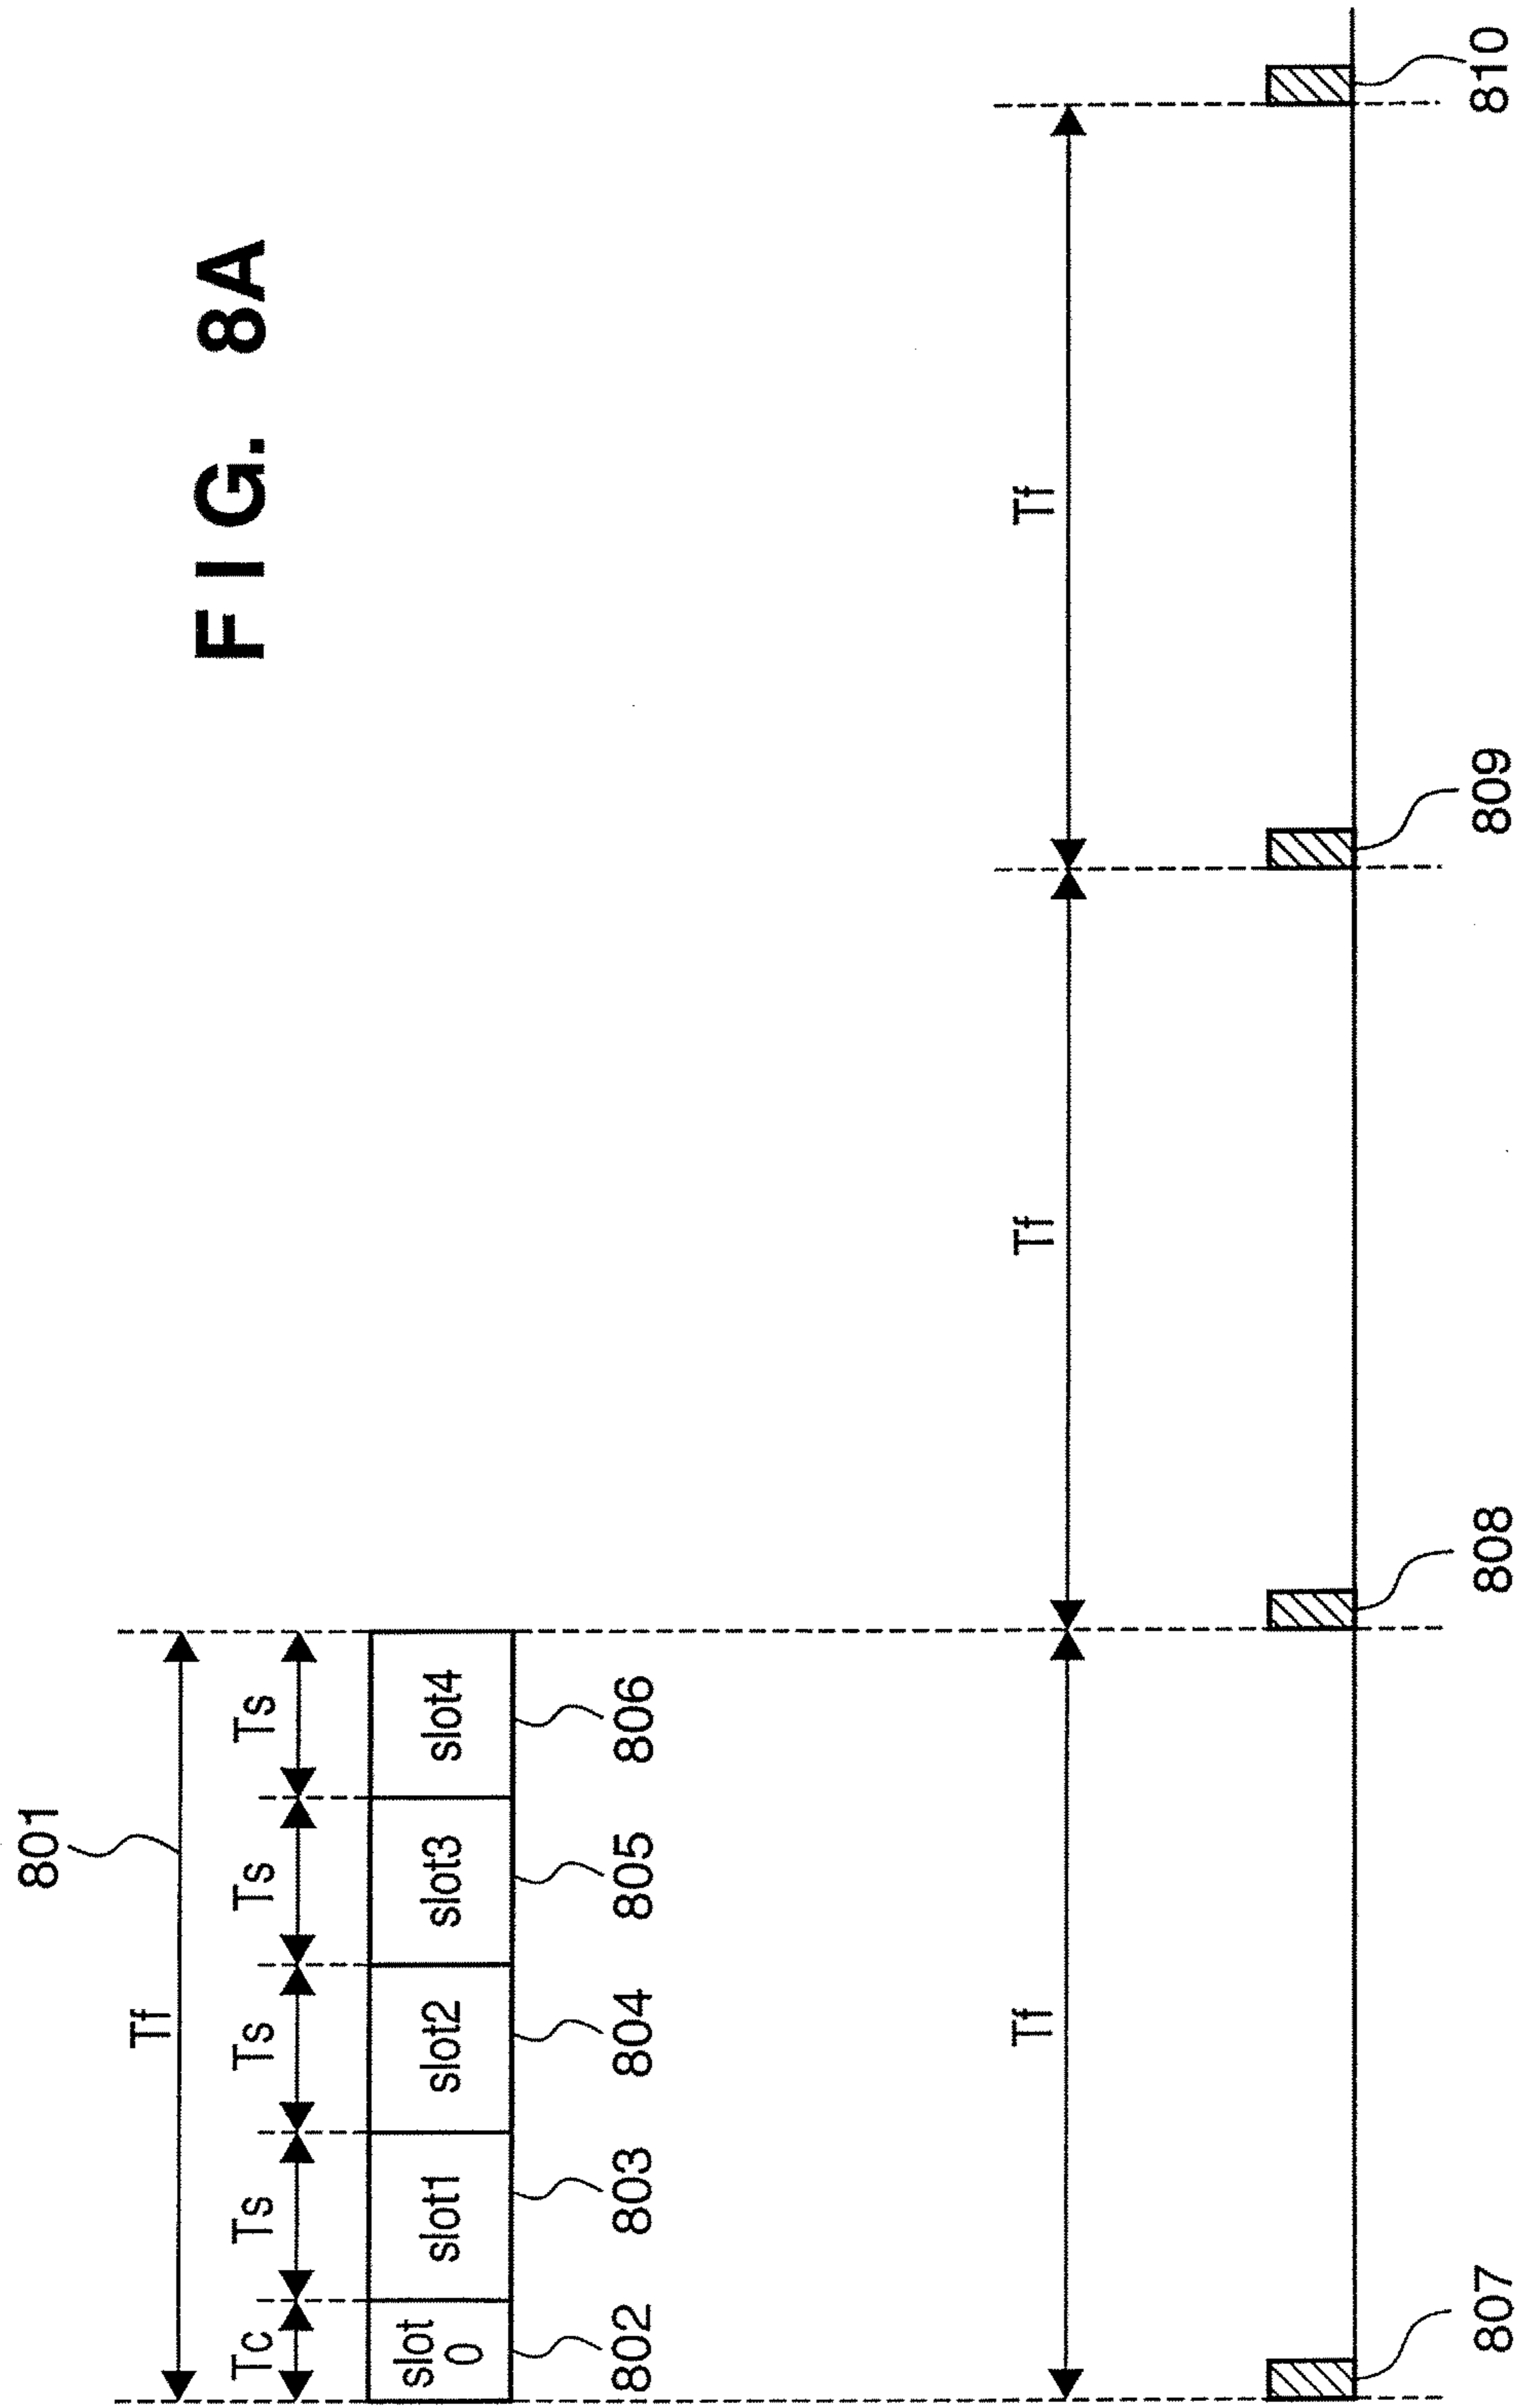 FIG. 8A
801
Tf
Tc Ts Ts Ts Ts
slot
0
slot1 slot2 slot3 slot4
802 803 804 805 806
Tf Tf Tf
807 808 809 810